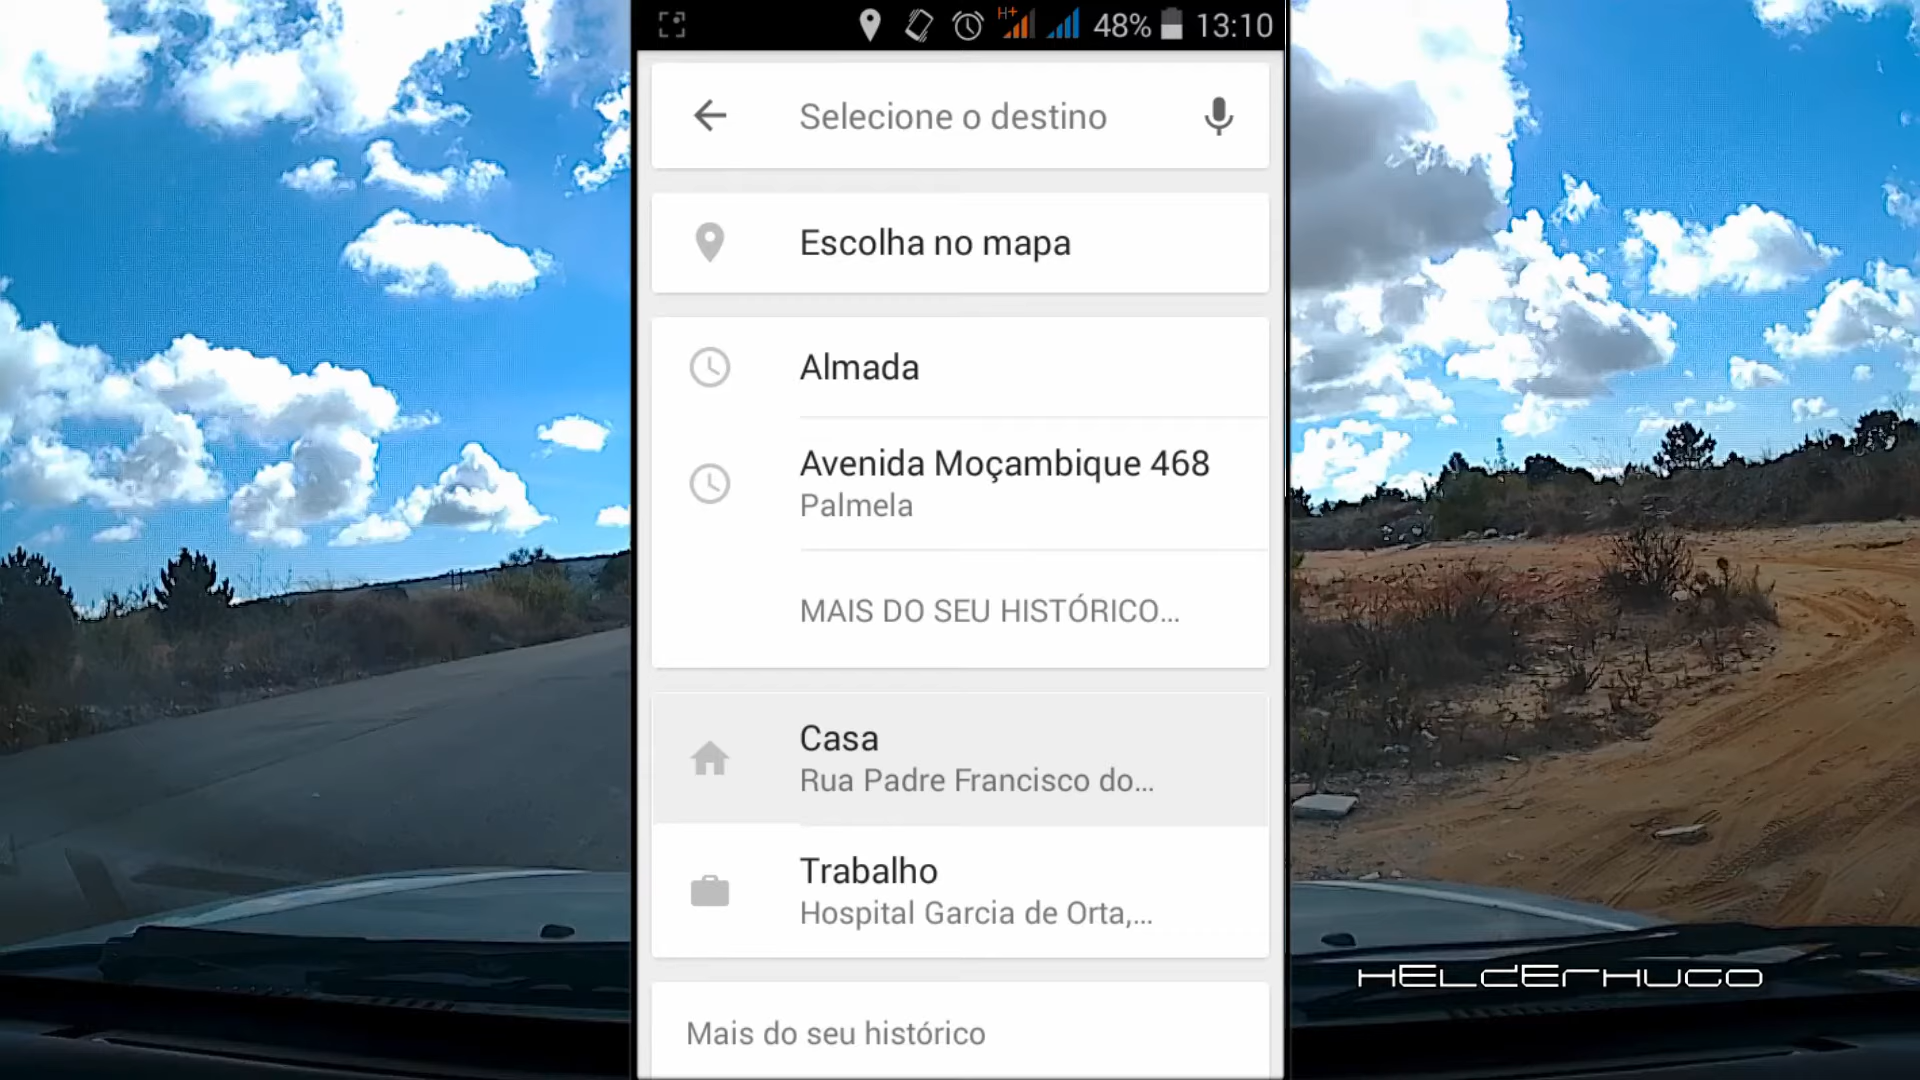 H+ 48% 13:10
Selecione o destino
Escolha no mapa
Almada
Avenida Moçambique 468
Palmela
MAIS DO SEU HISTÓRICO...
Casa
Rua Padre Francisco do...
Trabalho
Hospital Garcia de Orta,...
HELDERHUGO
Mais do seu histórico